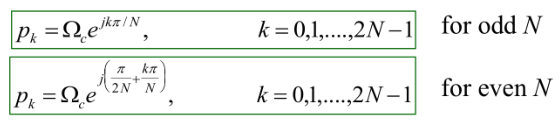 p_k = Ω_c e^{jkπ/N}, k = 0,1,....,2N−1 for odd N
p_k = Ω_c e^{j(π/2N + kπ/N)}, k = 0,1,....,2N−1 for even N